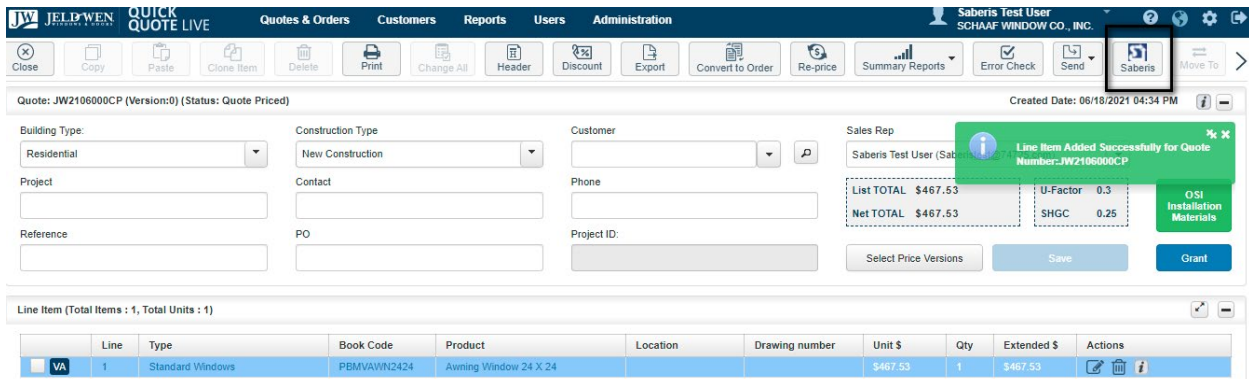 JW JELD-WEN QUICK QUOTE LIVE Quotes & Orders Customers Reports Users Administration Saberis Test User
WINDOWS & DOORS SCHAAF WINDOW CO., INC.
Close Copy Paste Clone Item Delete Print Change All Header Discount Export Convert to Order Re-price Summary Reports Error Check Send Saberis Move To
Quote: JW2106000CP (Version:0) (Status: Quote Priced) Created Date: 06/18/2021 04:34 PM
Building Type: Construction Type Customer Sales Rep
Residential New Construction Saberis Test User
Line Item Added Successfully for Quote
Number:JW2106000CP
Project Contact Phone
List TOTAL $467.53 U-Factor 0.3
Net TOTAL $467.53 SHGC 0.25
OSI
Installation
Materials
Reference PO Project ID:
Select Price Versions Save Grant
Line Item (Total Items : 1, Total Units : 1)
Line Type Book Code Product Location Drawing number Unit $ Qty Extended $ Actions
VA 1 Standard Windows PBMVAWN2424 Awning Window 24 X 24 $467.53 1 $467.53